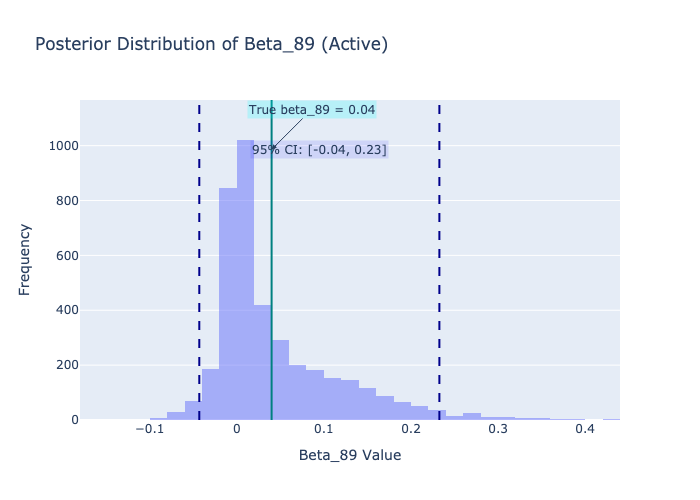 Posterior Distribution of Beta_89 (Active)
True beta_89 = 0.04
95% CI: [-0.04, 0.23]
1000
800
600
400
200
0
Frequency
−0.1
0
0.1
0.2
0.3
0.4
Beta_89 Value